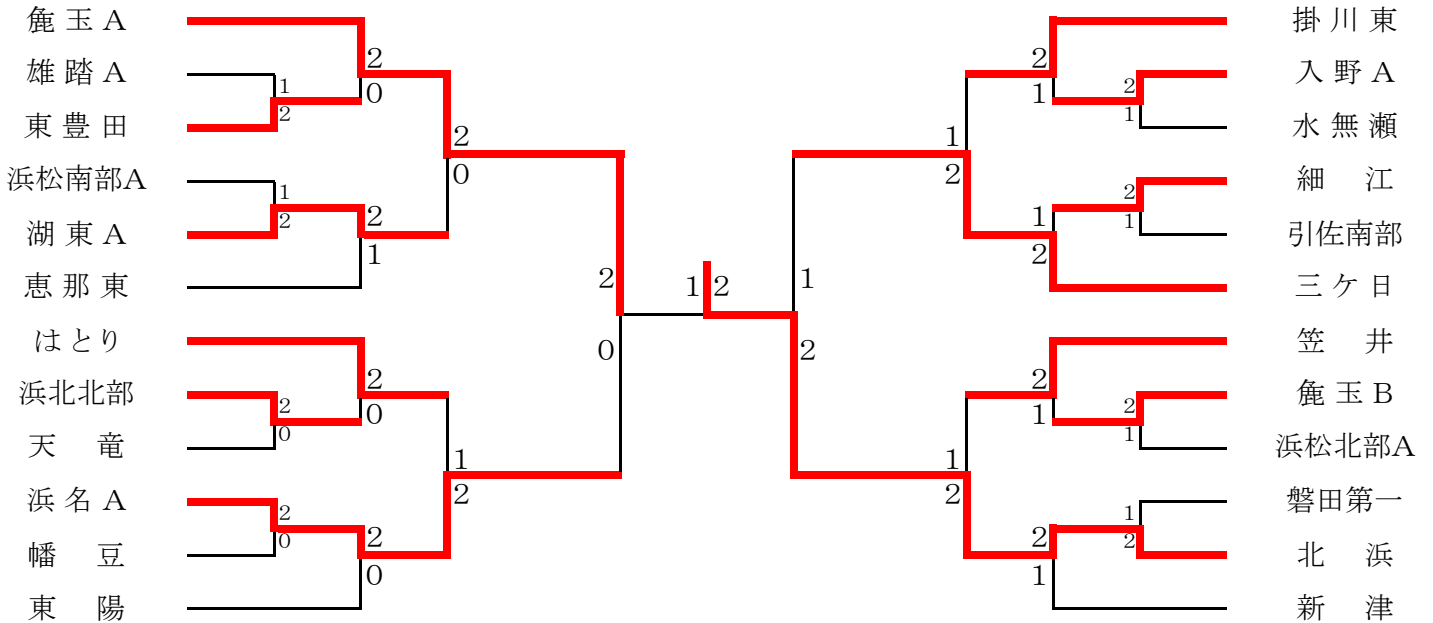 麁玉A
2
0
雄踏A
1
2
東豊田
2
0
浜松南部A
1
2
湖東A
2
1
恵那東
2
0
はとり
2
0
浜北北部
2
0
天　竜
1
2
浜名A
2
0
幡　豆
2
0
東　陽
1 2
掛川東
2
1
入野A
2
1
水無瀬
1
2
細　江
2
1
引佐南部
1
2
三ケ日
1
2
笠　井
2
1
麁玉B
2
1
浜松北部A
1
2
磐田第一
1
2
北　浜
2
1
新　津